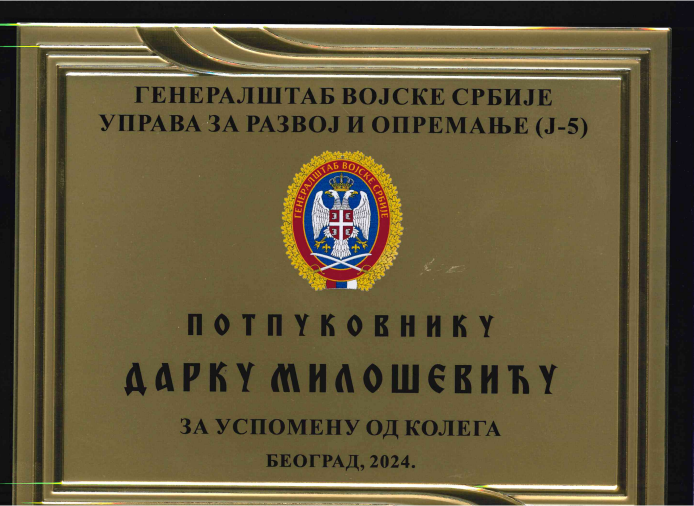 ГЕНЕРАЛШТАБ ВОЈСКЕ СРБИЈЕ
УПРАВА ЗА РАЗВОЈ И ОПРЕМАЊЕ (Ј-5)
ГЕНЕРАЛШТАБ ВОЈСКЕ СРБИЈЕ
ПОТПУКОВНИКУ
ДАРКУ МИЛОШЕВИЋУ
ЗА УСПОМЕНУ ОД КОЛЕГА
БЕОГРАД, 2024.